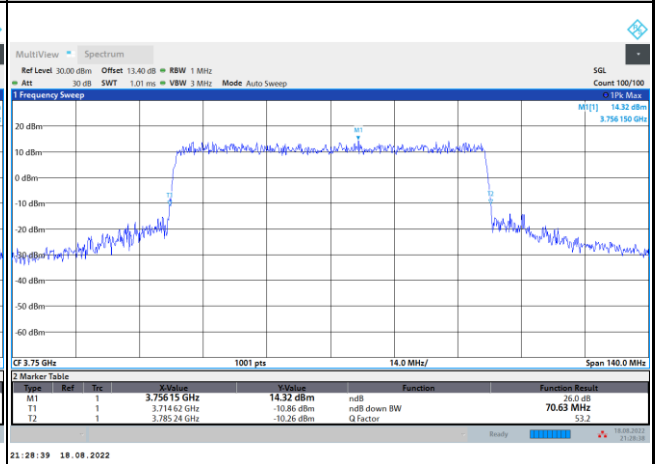 MultiView Spectrum
Ref Level 30.00 dBm Offset 13.40 dB RBW 1 MHz SGL
Att 30 dB SWT 1.01 ms VBW 3 MHz Mode Auto Sweep Count 100/100
1 Frequency Sweep 1Pk Max
M1[1] 14.32 dBm
3.756 150 GHz
20 dBm
M1
10 dBm
0 dBm
T1 T2
-10 dBm
-20 dBm
-30 dBm
-40 dBm
-50 dBm
-60 dBm
CF 3.75 GHz 1001 pts 14.0 MHz/ Span 140.0 MHz
2 Marker Table
Type Ref Trc X-Value Y-Value Function Function Result
M1 1 3.756 15 GHz 14.32 dBm ndB 26.0 dB
T1 1 3.714 62 GHz -10.86 dBm ndB down BW 70.63 MHz
T2 1 3.785 24 GHz -10.26 dBm Q Factor 53.2
Ready 18.08.2022
21:28:38
21:28:39 18.08.2022